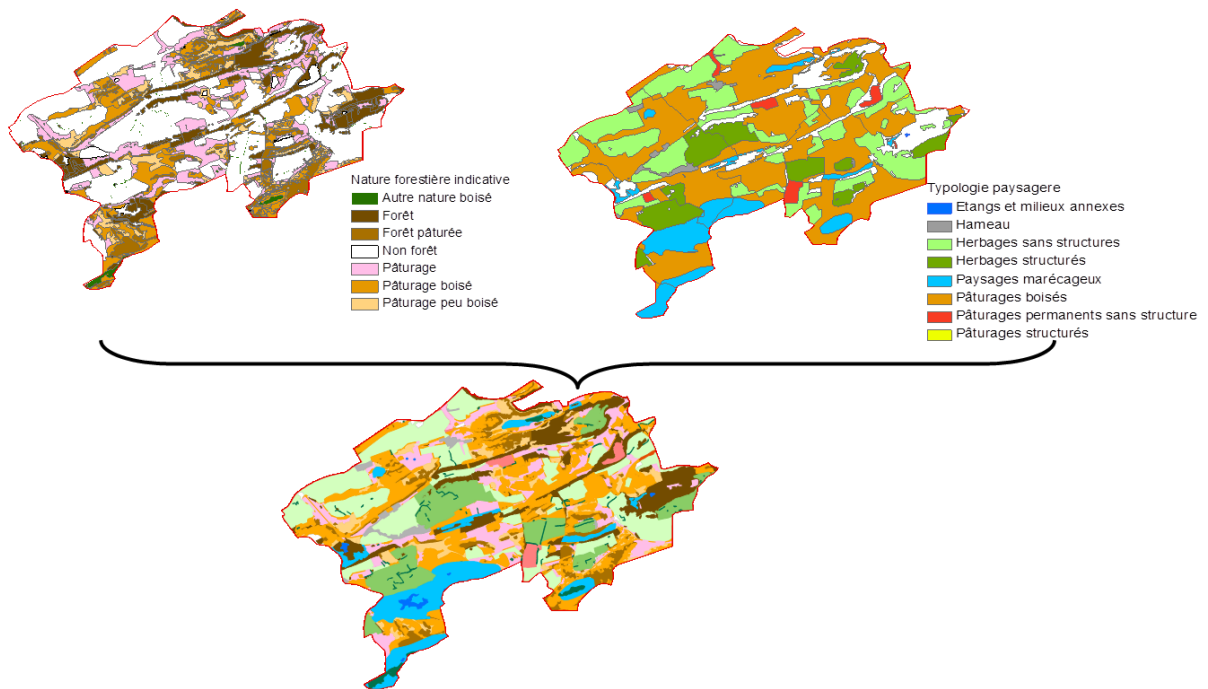 Nature forestière indicative
Autre nature boisé
Forêt
Forêt pâturée
Non forêt
Pâturage
Pâturage boisé
Pâturage peu boisé
Typologie paysagere
Etangs et milieux annexes
Hameau
Herbages sans structures
Herbages structurés
Paysages marécageux
Pâturages boisés
Pâturages permanents sans structure
Pâturages structurés